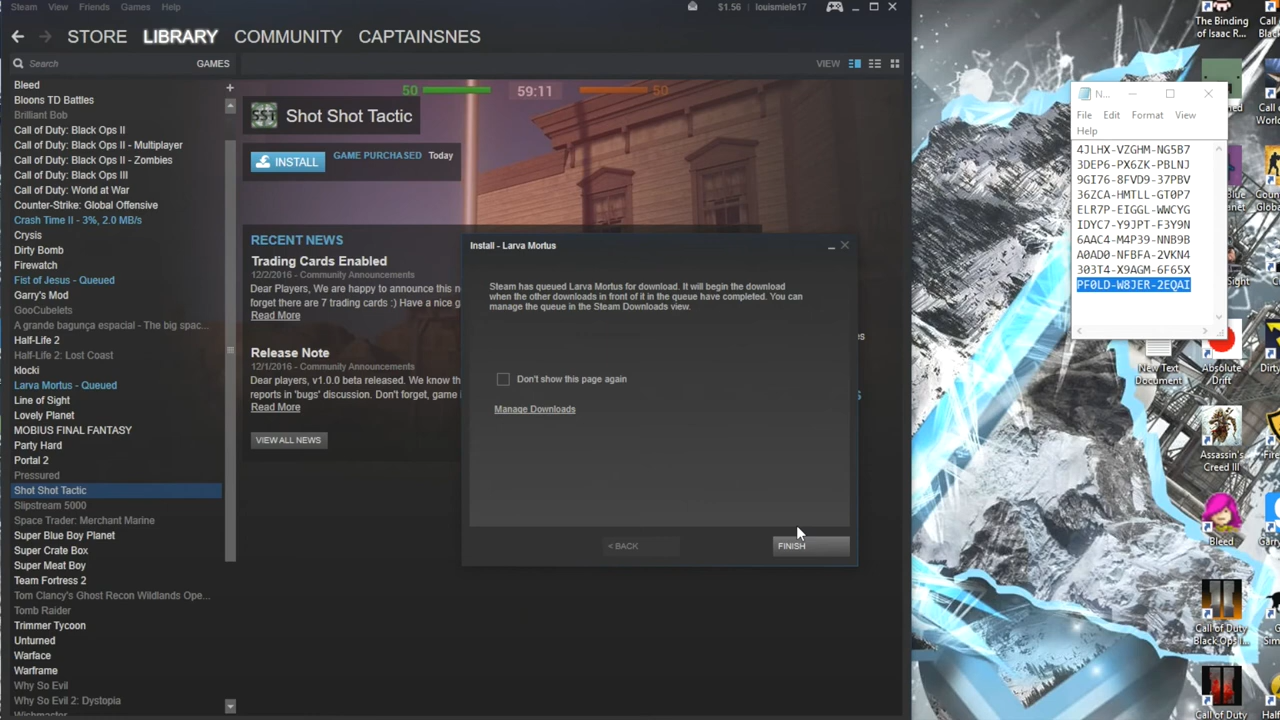 Steam View Friends Games Help
$1.56 louismiele17
STORE LIBRARY COMMUNITY CAPTAINSNES
Search GAMES
VIEW
Bleed
Bloons TD Battles
Brilliant Bob
Call of Duty: Black Ops II
Call of Duty: Black Ops II - Multiplayer
Call of Duty: Black Ops II - Zombies
Call of Duty: Black Ops III
Call of Duty: World at War
Counter-Strike: Global Offensive
Crash Time II - 3%, 2.0 MB/s
Crysis
Dirty Bomb
Firewatch
Fist of Jesus - Queued
Garry's Mod
GooCubelets
A grande bagunça espacial - The big spac...
Half-Life 2
Half-Life 2: Lost Coast
klocki
Larva Mortus - Queued
Line of Sight
Lovely Planet
MOBIUS FINAL FANTASY
Party Hard
Portal 2
Pressured
Shot Shot Tactic
Slipstream 5000
Space Trader: Merchant Marine
Super Blue Boy Planet
Super Crate Box
Super Meat Boy
Team Fortress 2
Tom Clancy's Ghost Recon Wildlands Ope...
Tomb Raider
Trimmer Tycoon
Unturned
Warface
Warframe
Why So Evil
Why So Evil 2: Dystopia
50 59:11 50
Shot Shot Tactic
INSTALL GAME PURCHASED Today
RECENT NEWS
Trading Cards Enabled
12/2/2016 - Community Announcements
Dear Players, We are happy to announce this n
forget there are 7 trading cards :) Have a nice g
Read More
Release Note
12/1/2016 - Community Announcements
Dear players, v1.0.0 beta released. We know th
reports in 'bugs' discussion. Don't forget, game
Read More
VIEW ALL NEWS
Install - Larva Mortus
Steam has queued Larva Mortus for download. It will begin the download
when the other downloads in front of it in the queue have completed. You can
manage the queue in the Steam Downloads view.
Don't show this page again
Manage Downloads
< BACK FINISH
N...
File Edit Format View
Help
4JLHX-VZGHM-NG5B7
3DEP6-PX6ZK-PBLNJ
9GI76-8FVD9-37PBV
36ZCA-HMTLL-GT0P7
ELR7P-EIGGL-WWCYG
IDYC7-Y9JPT-F3Y9N
6AAC4-M4P39-NNB9B
A0AD0-NFBFA-2VKN4
303T4-X9AGM-6F65X
PF0LD-W8JER-2EQAI
The Binding
of Isaac R...
New Text
Document
Absolute
Drift
Assassin's
Creed III
Bleed
Call of Duty
Black Ops I...
Call of Duty